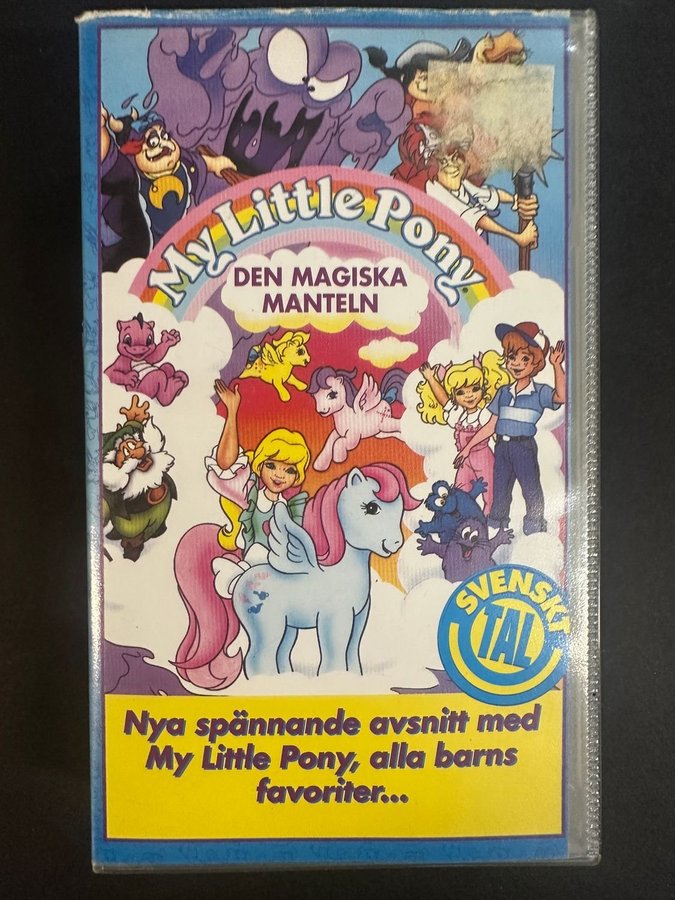 My Little Pony
DEN MAGISKA
MANTELN
SVENSKT
TAL
Nya spännande avsnitt med
My Little Pony, alla barns
favoriter...